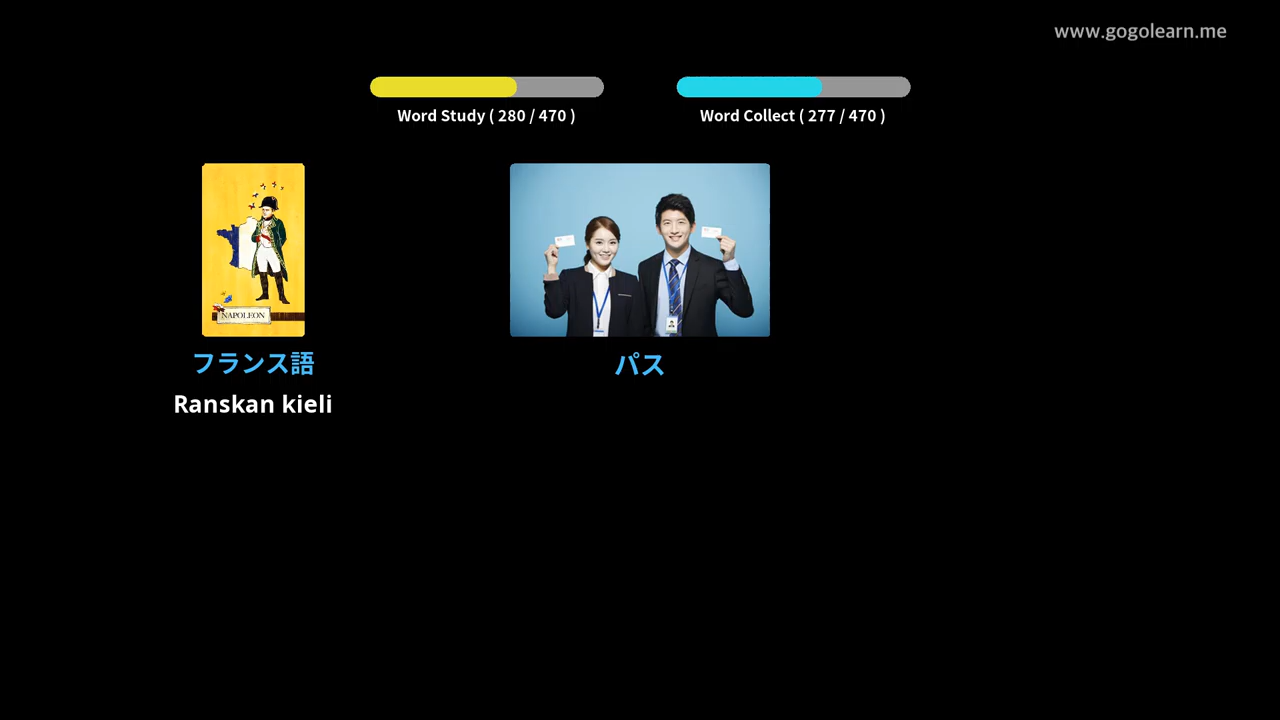 www.gogolearn.me
Word Study ( 280 / 470 )
Word Collect ( 277 / 470 )
NAPOLEON
フランス語
パス
Ranskan kieli